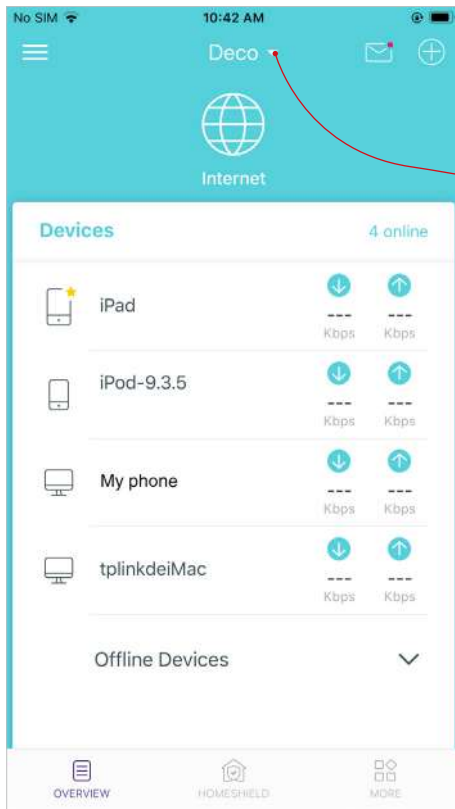 No SIM 10:42 AM
Deco
Internet
Devices 4 online
iPad --- ---
Kbps Kbps
iPod-9.3.5 --- ---
Kbps Kbps
My phone --- ---
Kbps Kbps
tplinkdeiMac --- ---
Kbps Kbps
Offline Devices
OVERVIEW HOMESHIELD MORE